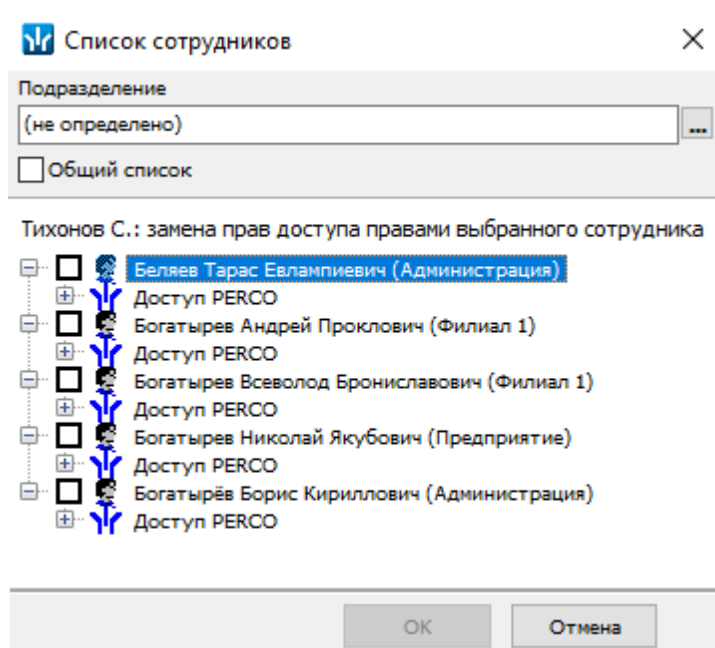 Список сотрудников
Подразделение
(не определено)
...
Общий список
Тихонов С.: замена прав доступа правами выбранного сотрудника
Беляев Тарас Евлампиевич (Администрация)
Доступ PERCO
Богатырев Андрей Проклович (Филиал 1)
Доступ PERCO
Богатырев Всеволод Брониславович (Филиал 1)
Доступ PERCO
Богатырев Николай Якубович (Предприятие)
Доступ PERCO
Богатырёв Борис Кириллович (Администрация)
Доступ PERCO
OK Отмена